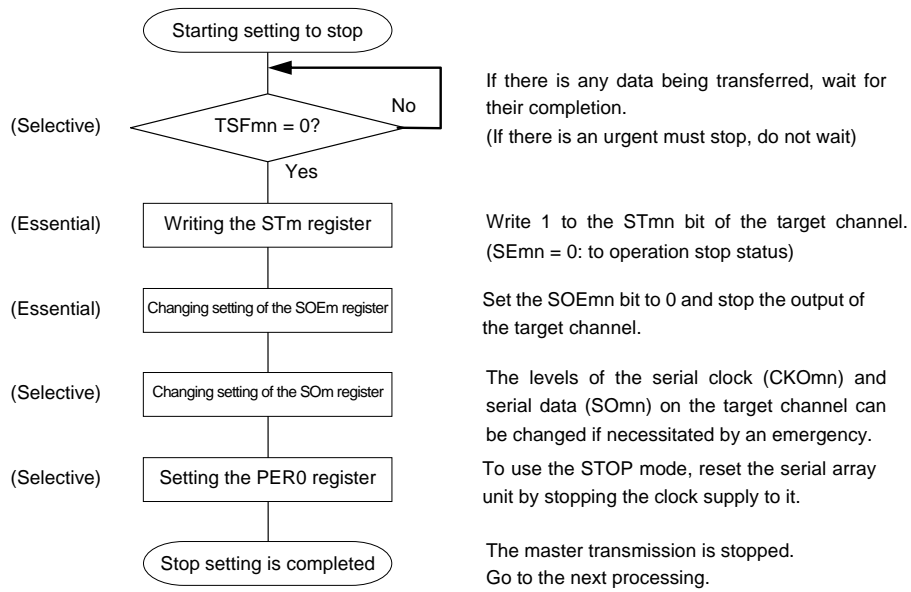 Starting setting to stop
No
(Selective)
TSFmn = 0?
If there is any data being transferred, wait for
their completion.
(If there is an urgent must stop, do not wait)
Yes
(Essential)
Writing the STm register
Write 1 to the STmn bit of the target channel.
(SEmn = 0: to operation stop status)
(Essential)
Changing setting of the SOEm register
Set the SOEmn bit to 0 and stop the output of
the target channel.
(Selective)
Changing setting of the SOm register
The levels of the serial clock (CKOmn) and
serial data (SOmn) on the target channel can
be changed if necessitated by an emergency.
(Selective)
Setting the PER0 register
To use the STOP mode, reset the serial array
unit by stopping the clock supply to it.
Stop setting is completed
The master transmission is stopped.
Go to the next processing.